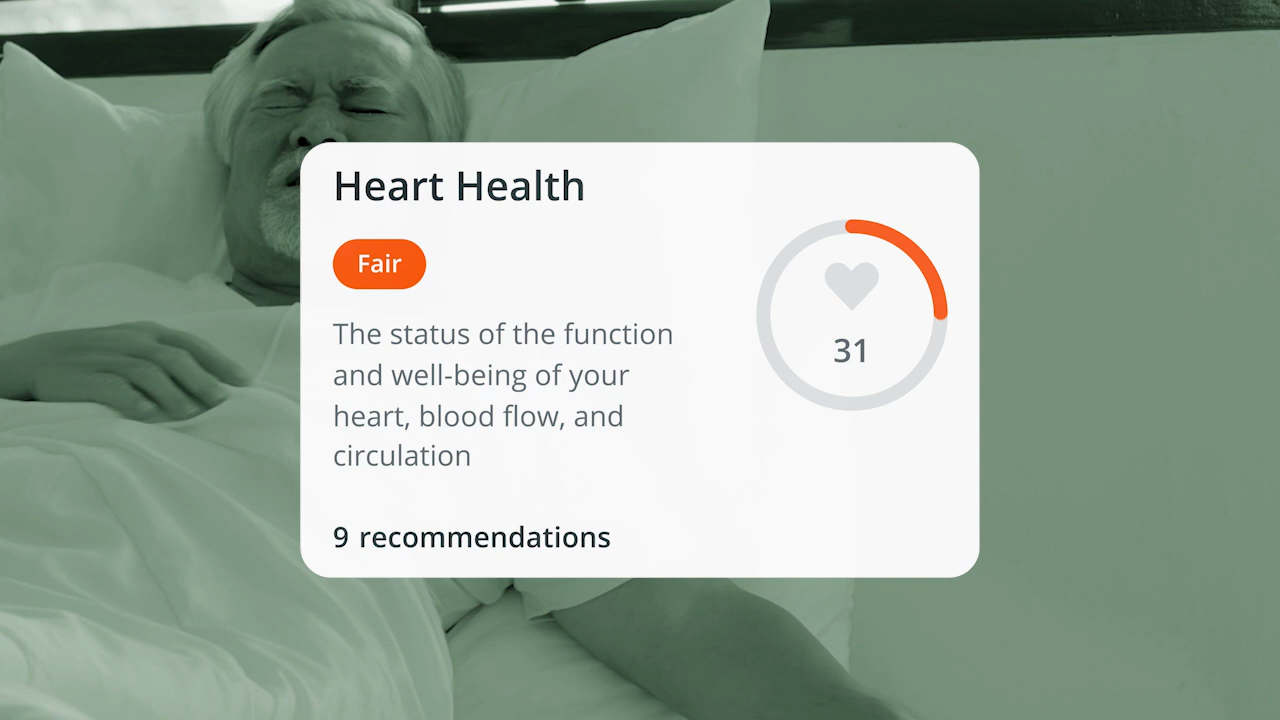 Heart Health
Fair
The status of the function
and well-being of your
heart, blood flow, and
circulation
31
9 recommendations